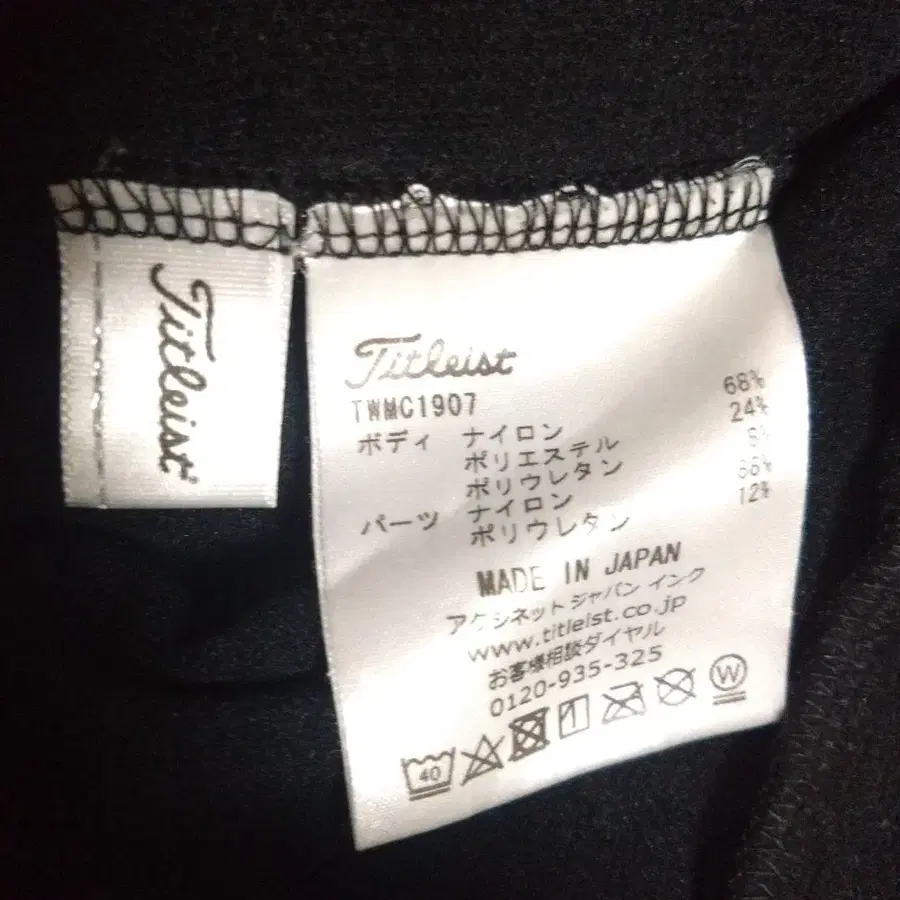 Titleist
Titleist
TWMC1907
ボディ ナイロン 68%
ポリエステル 24%
ポリウレタン 8%
パーツ ナイロン 88%
ポリウレタン 12%
MADE IN JAPAN
アクシネット ジャパン インク
www.titleist.co.jp
お客様相談ダイヤル
0120-935-325
40
W